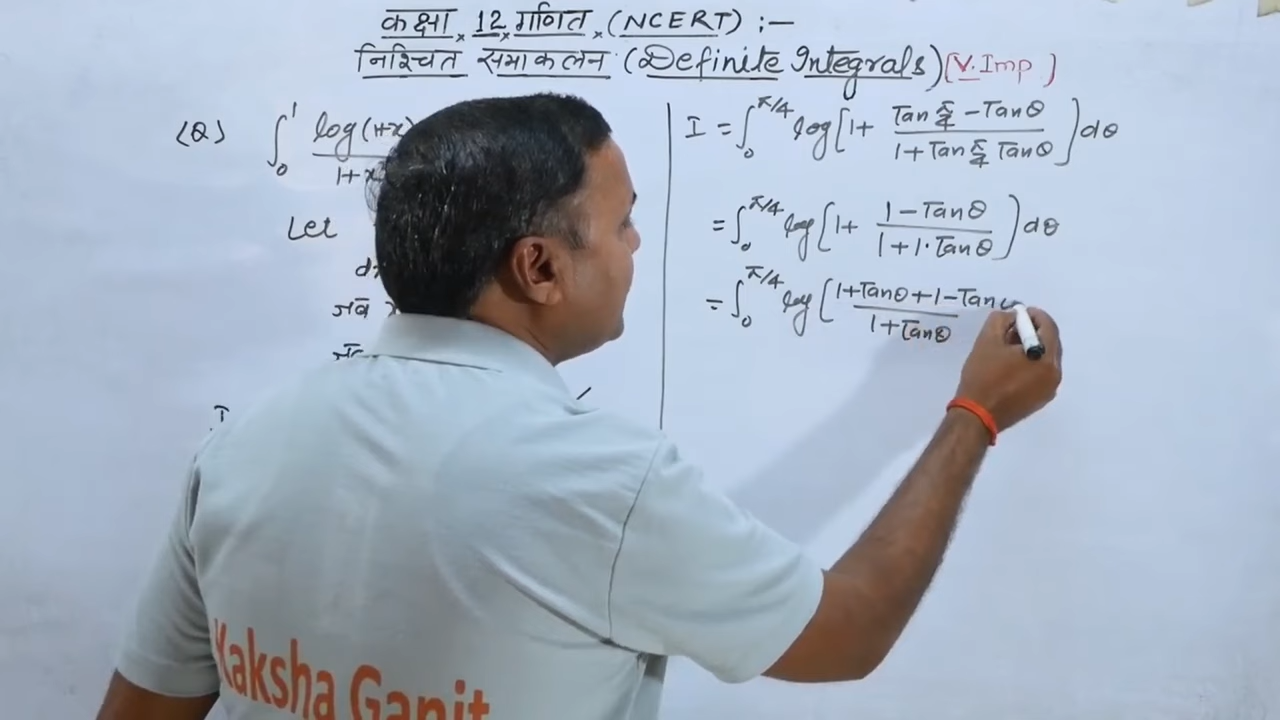 कक्षा × 12 × गणित × (NCERT) :—
निश्चित समाकलन (Definite Integrals) [V. Imp.]
(Q) ∫₀¹ log(1+x) / 1+x
Let
जब
I = ∫₀^π/4 log[1+ (Tan π/4 − Tanθ) / (1+Tan π/4 Tanθ)] dθ
= ∫₀^π/4 log[1+ (1−Tanθ) / (1+1·Tanθ)] dθ
= ∫₀^π/4 log[(1+Tanθ+1−Tan) / (1+Tanθ)
Kaksha Ganit